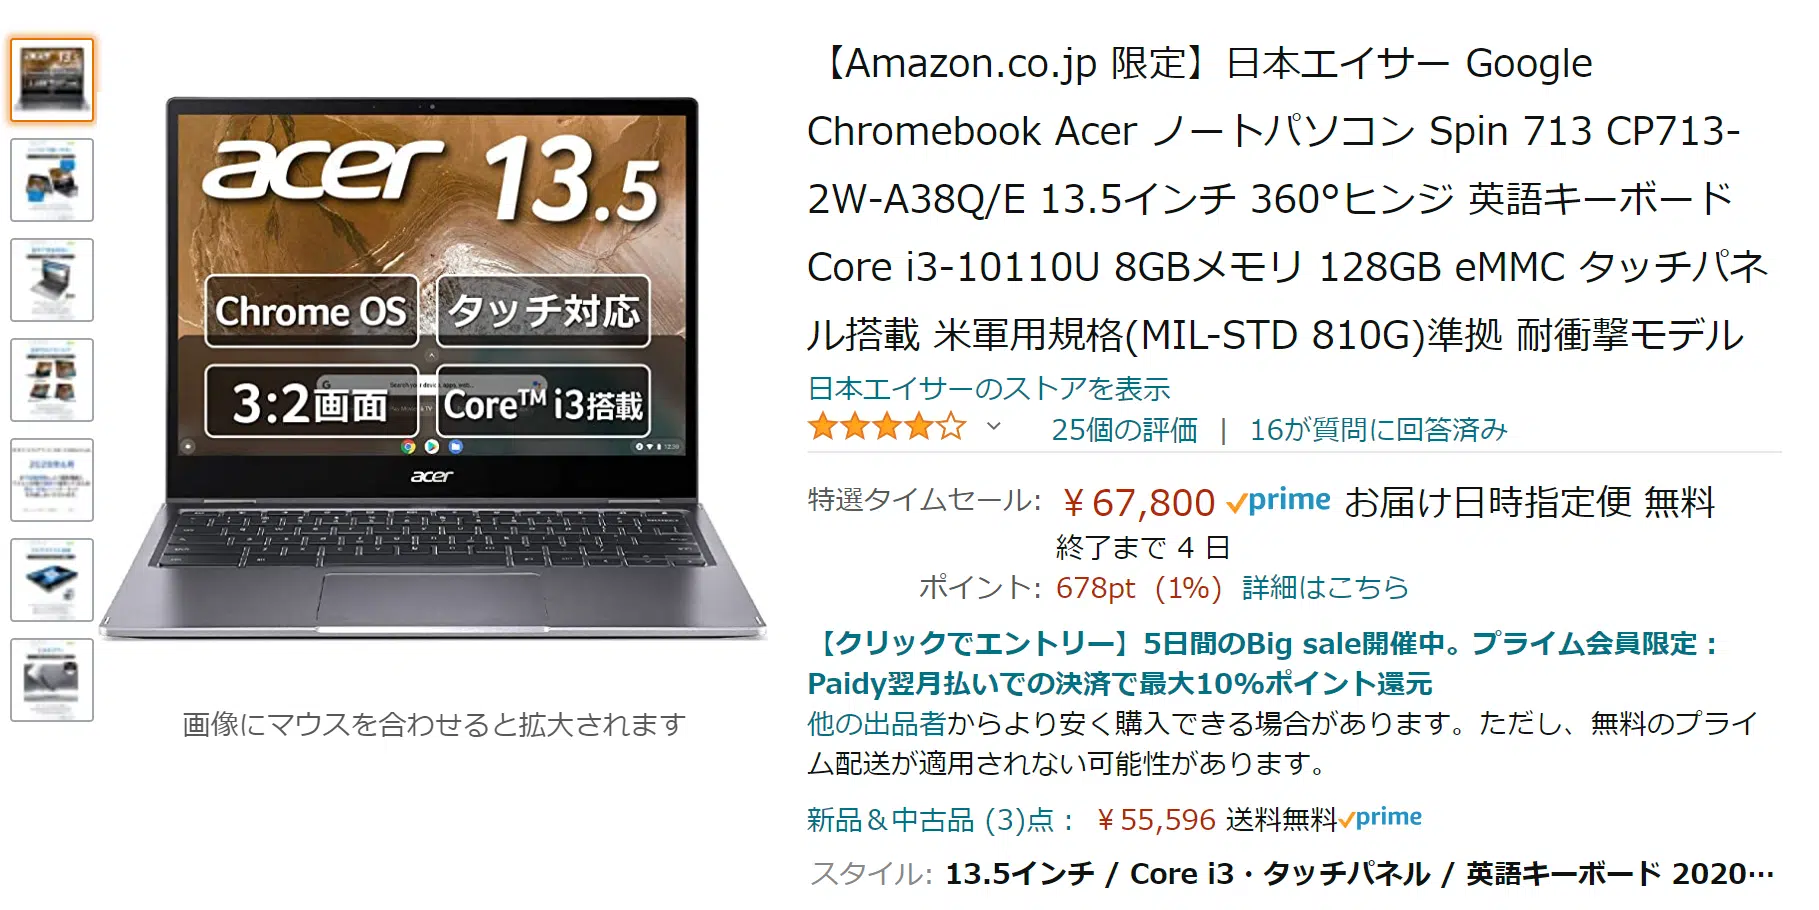 acer 13.5
Chrome OS
タッチ対応
3:2画面
Core™ i3搭載
acer
画像にマウスを合わせると拡大されます
【Amazon.co.jp 限定】日本エイサー Google
Chromebook Acer ノートパソコン Spin 713 CP713-
2W-A38Q/E 13.5インチ 360°ヒンジ 英語キーボード
Core i3-10110U 8GBメモリ 128GB eMMC タッチパネ
ル搭載 米軍用規格(MIL-STD 810G)準拠 耐衝撃モデル
日本エイサーのストアを表示
25個の評価 | 16が質問に回答済み
特選タイムセール: ￥67,800 prime お届け日時指定便 無料
終了まで 4 日
ポイント: 678pt (1%) 詳細はこちら
【クリックでエントリー】5日間のBig sale開催中。プライム会員限定：
Paidy翌月払いでの決済で最大10%ポイント還元
他の出品者からより安く購入できる場合があります。ただし、無料のプライ
ム配送が適用されない可能性があります。
新品＆中古品 (3)点： ￥55,596 送料無料 prime
スタイル: 13.5インチ / Core i3・タッチパネル / 英語キーボード 2020…